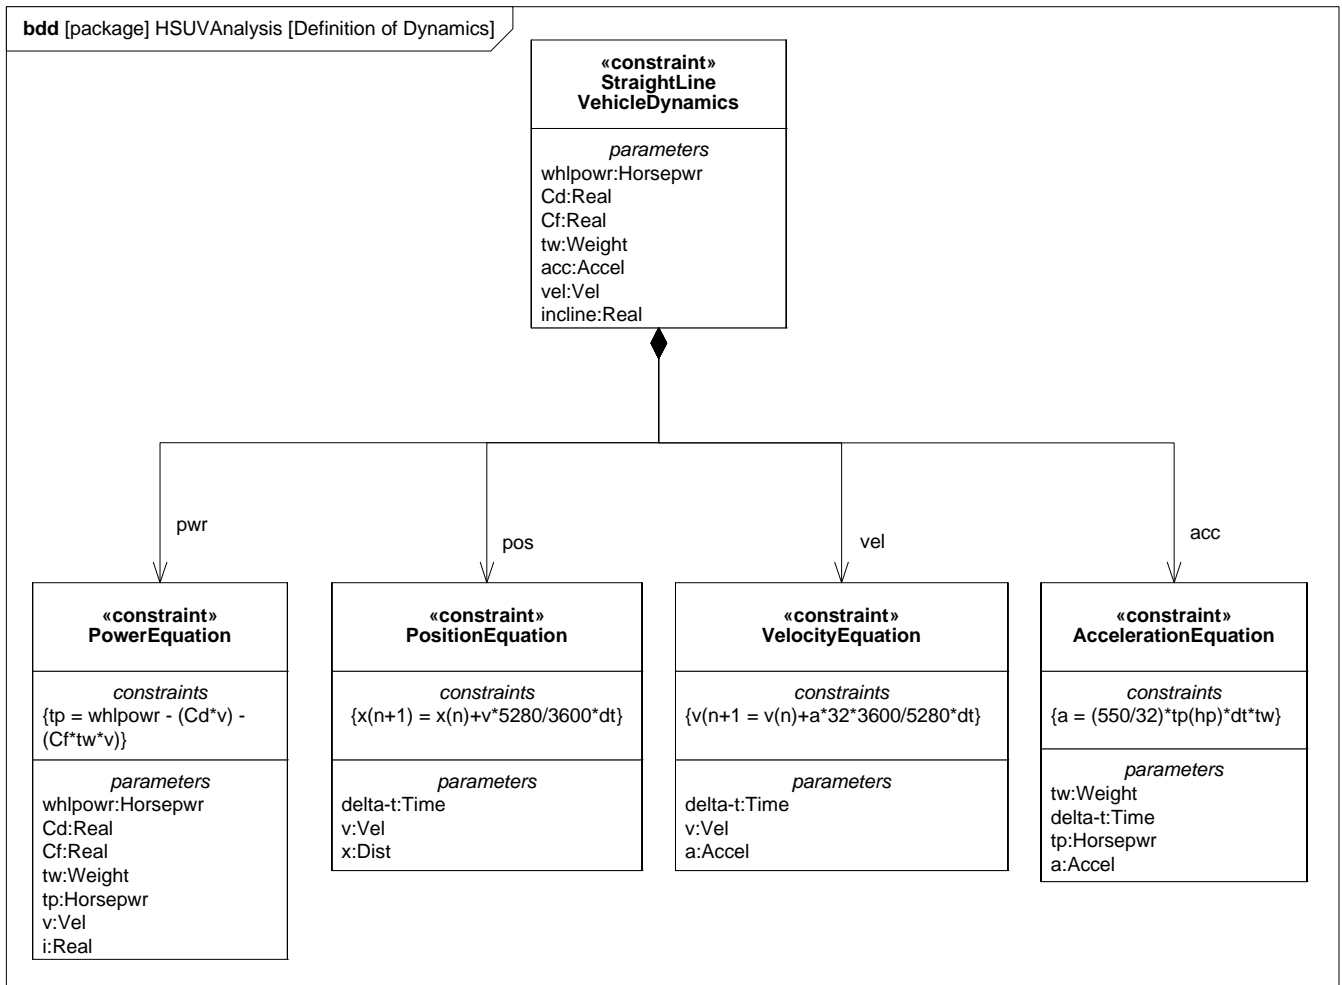 bdd [package] HSUVAnalysis [Definition of Dynamics]
«constraint»
StraightLine
VehicleDynamics
parameters
whlpowr:Horsepwr
Cd:Real
Cf:Real
tw:Weight
acc:Accel
vel:Vel
incline:Real
pwr
pos
vel
acc
«constraint»
PowerEquation
constraints
{tp = whlpowr - (Cd*v) -
(Cf*tw*v)}
parameters
whlpowr:Horsepwr
Cd:Real
Cf:Real
tw:Weight
tp:Horsepwr
v:Vel
i:Real
«constraint»
PositionEquation
constraints
{x(n+1) = x(n)+v*5280/3600*dt}
parameters
delta-t:Time
v:Vel
x:Dist
«constraint»
VelocityEquation
constraints
{v(n+1 = v(n)+a*32*3600/5280*dt}
parameters
delta-t:Time
v:Vel
a:Accel
«constraint»
AccelerationEquation
constraints
{a = (550/32)*tp(hp)*dt*tw}
parameters
tw:Weight
delta-t:Time
tp:Horsepwr
a:Accel